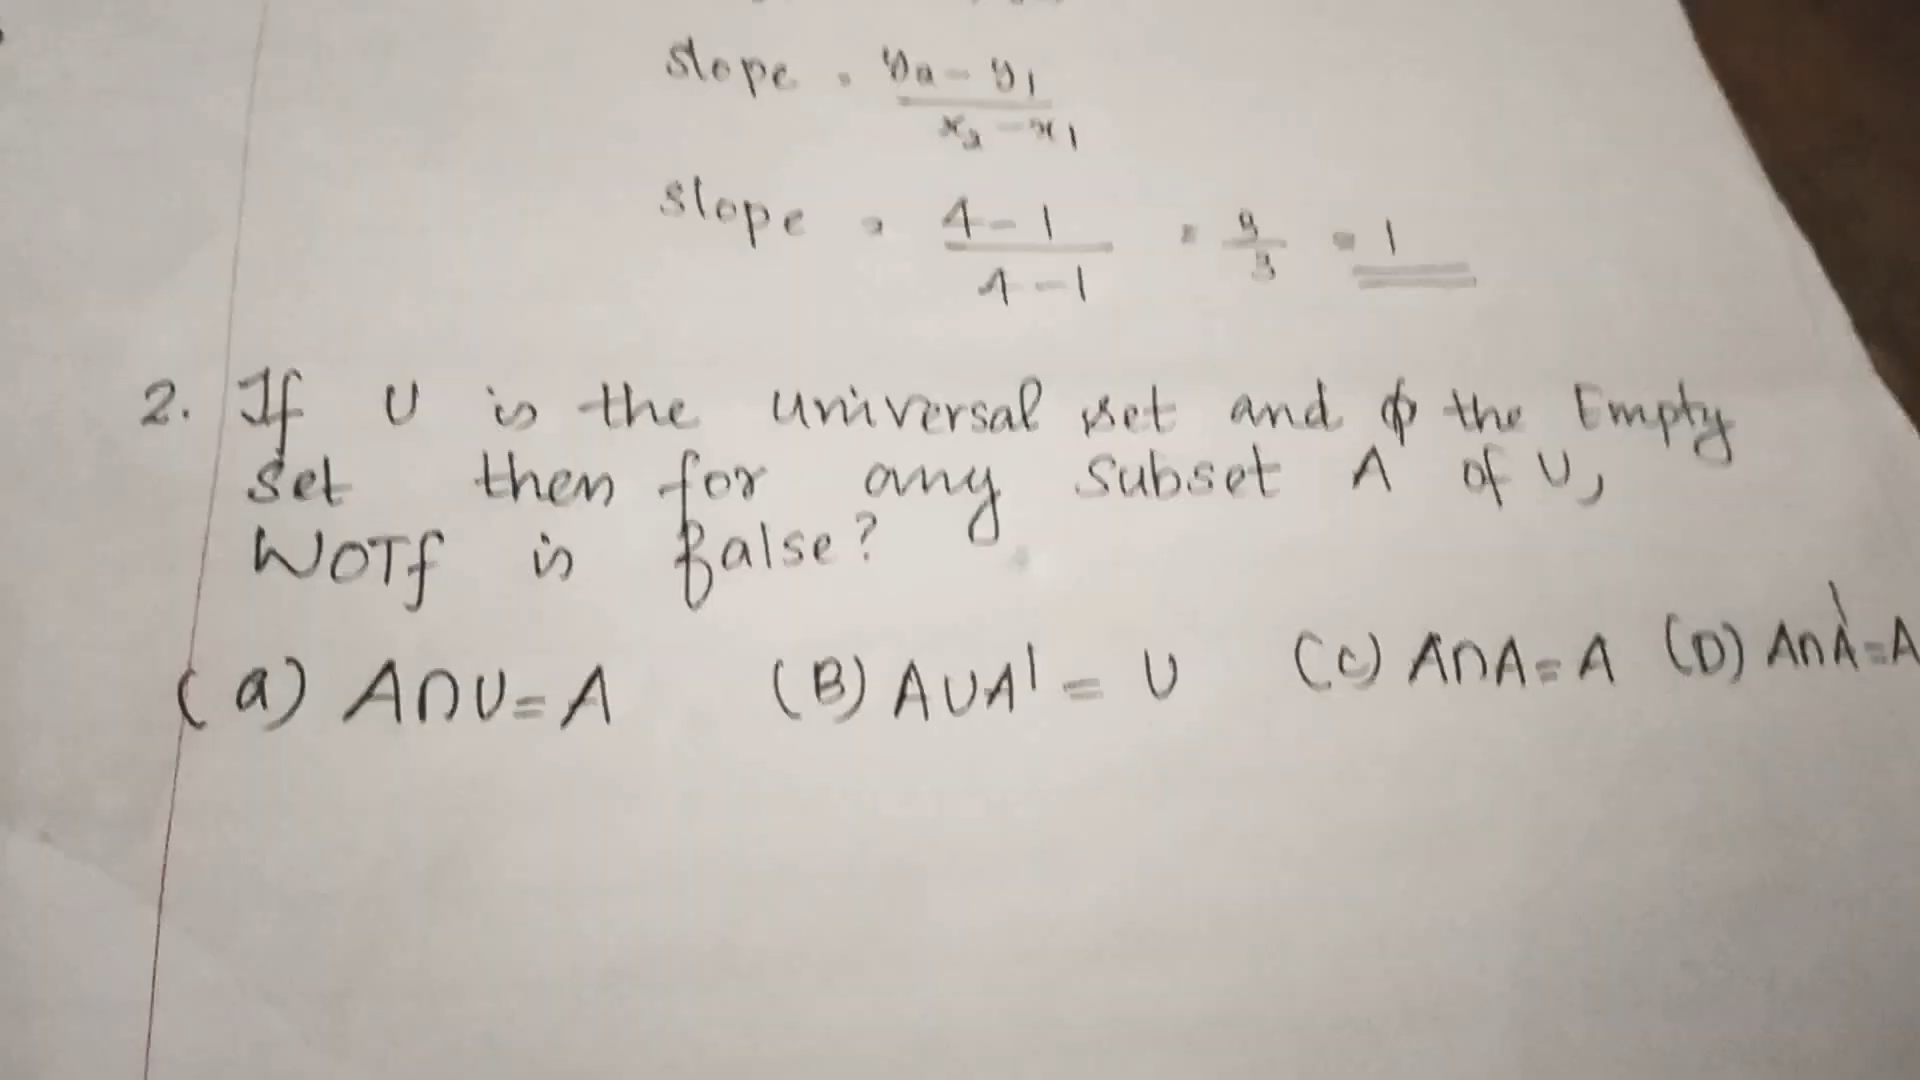 slope = y₂ - y₁ / x₂ - x₁
slope = 4-1 / 4-1 = 3/3 = 1
2. If U is the universal set and ϕ the Empty
set then for any subset A of U,
WOTf is false?
(a) A∩U=A (B) AUA' = U (C) A∩A=A (D) A∩A'=A